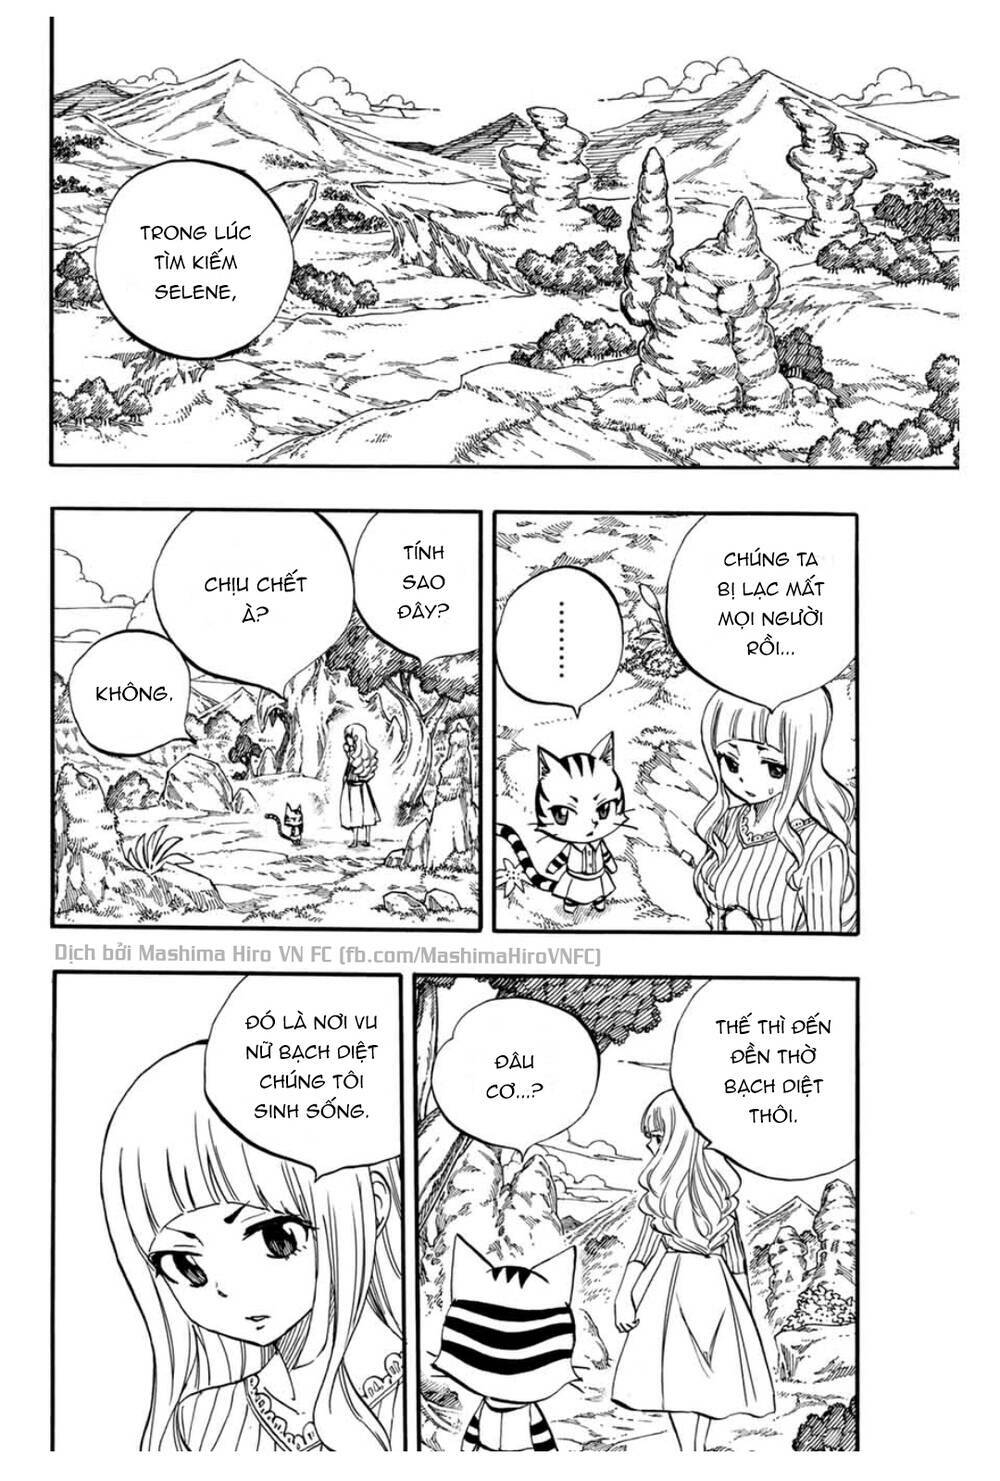 TRONG LÚC
TÌM KIẾM
SELENE,
CHÚNG TA
BỊ LẠC MẤT
MỌI NGƯỜI
RỒI...
.........
TÍNH
SAO
ĐÂY?
CHỊU CHẾT
À?
KHÔNG.
Dịch bởi Mashima Hiro VN FC (fb.com/MashimaHiroVNFC)
THẾ THÌ ĐẾN
ĐỀN THỜ
BẠCH DIỆT
THÔI.
ĐÂU
CƠ...?
ĐÓ LÀ NƠI VU
NỮ BẠCH DIỆT
CHÚNG TÔI
SINH SỐNG.